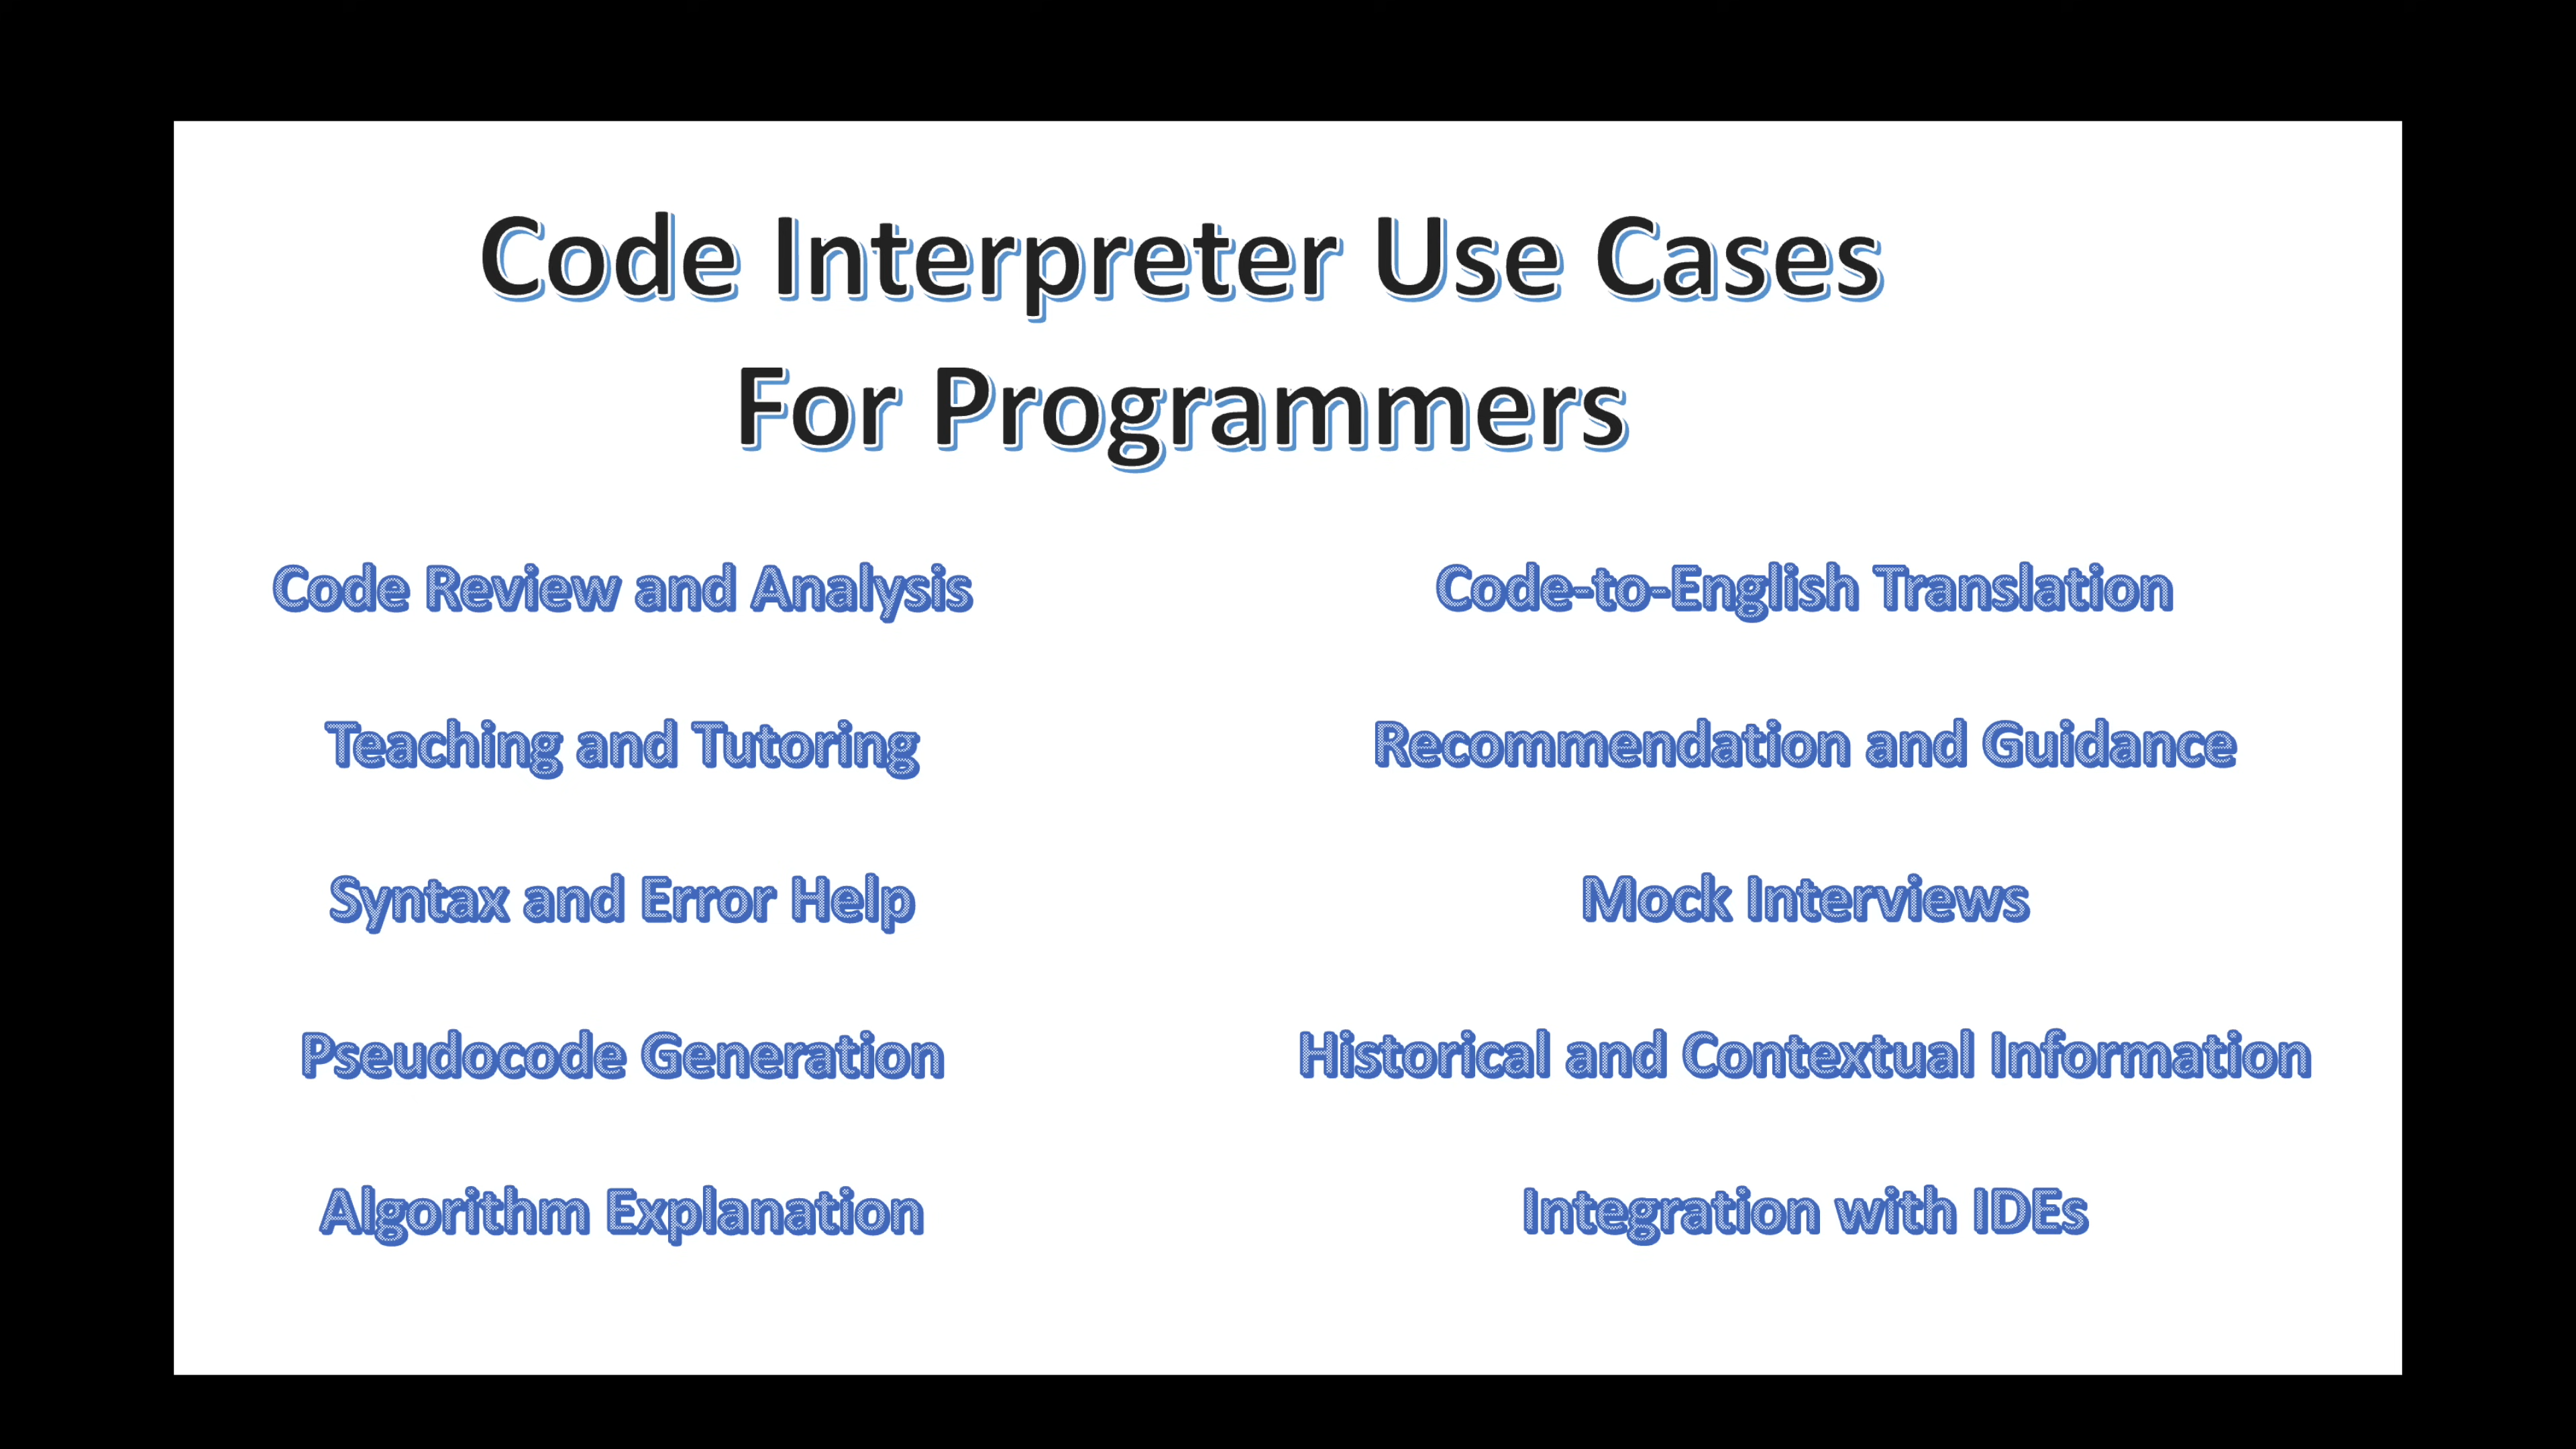 Code Interpreter Use Cases
For Programmers
Code Review and Analysis
Teaching and Tutoring
Syntax and Error Help
Pseudocode Generation
Algorithm Explanation
Code-to-English Translation
Recommendation and Guidance
Mock Interviews
Historical and Contextual Information
Integration with IDEs